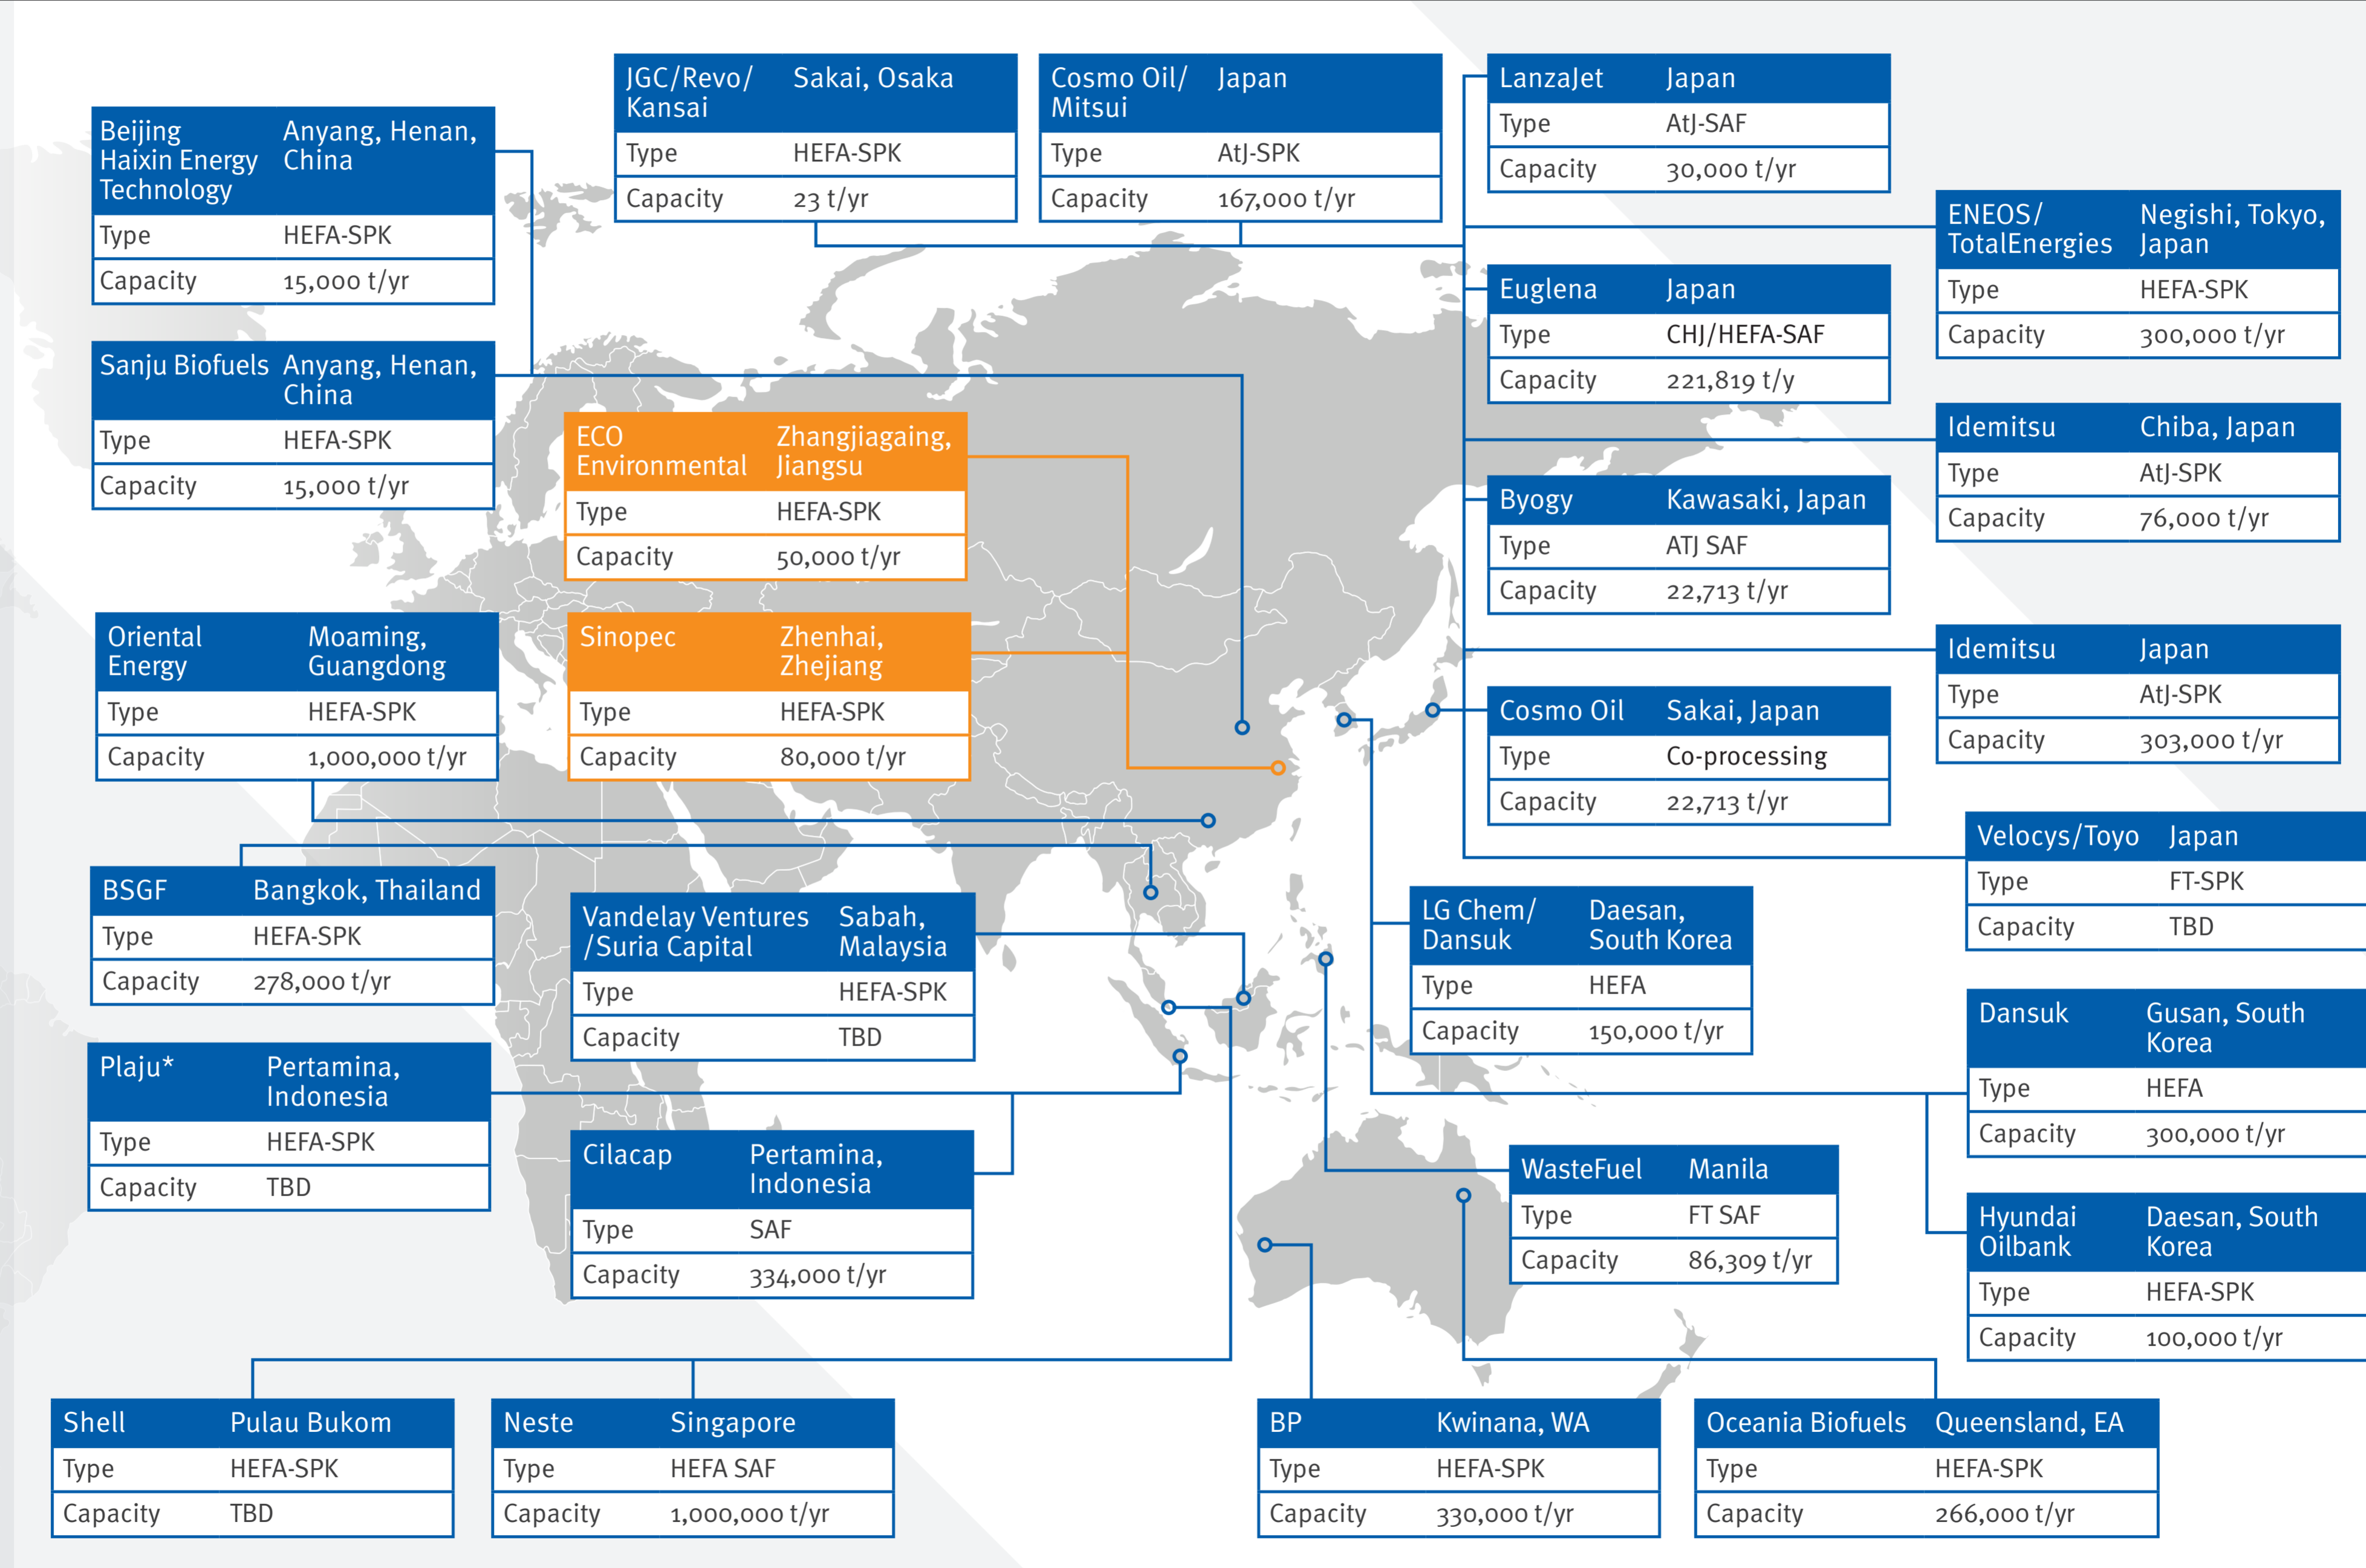 JGC/Revo/ Sakai, Osaka
Kansai
Type HEFA-SPK
Capacity 23 t/yr
Cosmo Oil/ Japan
Mitsui
Type AtJ-SPK
Capacity 167,000 t/yr
LanzaJet Japan
Type AtJ-SAF
Capacity 30,000 t/yr
Beijing Anyang, Henan,
Haixin Energy China
Technology
Type HEFA-SPK
Capacity 15,000 t/yr
ENEOS/ Negishi, Tokyo,
TotalEnergies Japan
Type HEFA-SPK
Capacity 300,000 t/yr
Euglena Japan
Type CHJ/HEFA-SAF
Capacity 221,819 t/y
Sanju Biofuels Anyang, Henan,
China
Type HEFA-SPK
Capacity 15,000 t/yr
ECO Zhangjiagaing,
Environmental Jiangsu
Type HEFA-SPK
Capacity 50,000 t/yr
Idemitsu Chiba, Japan
Type AtJ-SPK
Capacity 76,000 t/yr
Byogy Kawasaki, Japan
Type ATJ SAF
Capacity 22,713 t/yr
Oriental Moaming,
Energy Guangdong
Type HEFA-SPK
Capacity 1,000,000 t/yr
Sinopec Zhenhai,
Zhejiang
Type HEFA-SPK
Capacity 80,000 t/yr
Idemitsu Japan
Type AtJ-SPK
Capacity 303,000 t/yr
Cosmo Oil Sakai, Japan
Type Co-processing
Capacity 22,713 t/yr
Velocys/Toyo Japan
Type FT-SPK
Capacity TBD
BSGF Bangkok, Thailand
Type HEFA-SPK
Capacity 278,000 t/yr
Vandelay Ventures Sabah,
/Suria Capital Malaysia
Type HEFA-SPK
Capacity TBD
LG Chem/ Daesan,
Dansuk South Korea
Type HEFA
Capacity 150,000 t/yr
Dansuk Gusan, South
Korea
Type HEFA
Capacity 300,000 t/yr
Plaju* Pertamina,
Indonesia
Type HEFA-SPK
Capacity TBD
Cilacap Pertamina,
Indonesia
Type SAF
Capacity 334,000 t/yr
WasteFuel Manila
Type FT SAF
Capacity 86,309 t/yr
Hyundai Daesan, South
Oilbank Korea
Type HEFA-SPK
Capacity 100,000 t/yr
Shell Pulau Bukom
Type HEFA-SPK
Capacity TBD
Neste Singapore
Type HEFA SAF
Capacity 1,000,000 t/yr
BP Kwinana, WA
Type HEFA-SPK
Capacity 330,000 t/yr
Oceania Biofuels Queensland, EA
Type HEFA-SPK
Capacity 266,000 t/yr